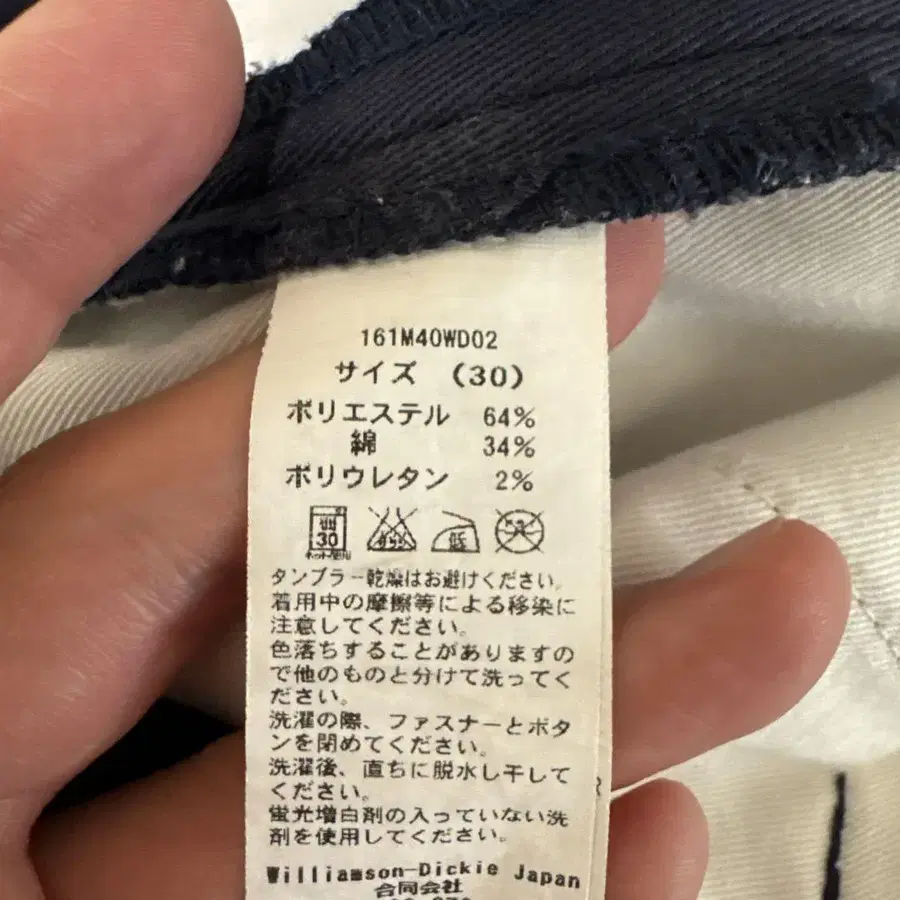 161M40WD02
サイズ (30)
ポリエステル 64%
綿 34%
ポリウレタン 2%
30
ネット使用
低
タンブラー乾燥はお避けください。
着用中の摩擦等による移染に
注意してください。
色落ちすることがありますの
で他のものと分けて洗ってく
ださい。
洗濯の際、ファスナーとボタ
ンを閉めてください。
洗濯後、直ちに脱水し干して
ください。
蛍光増白剤の入っていない洗
剤を使用してください。
Williamson-Dickie Japan
合同会社